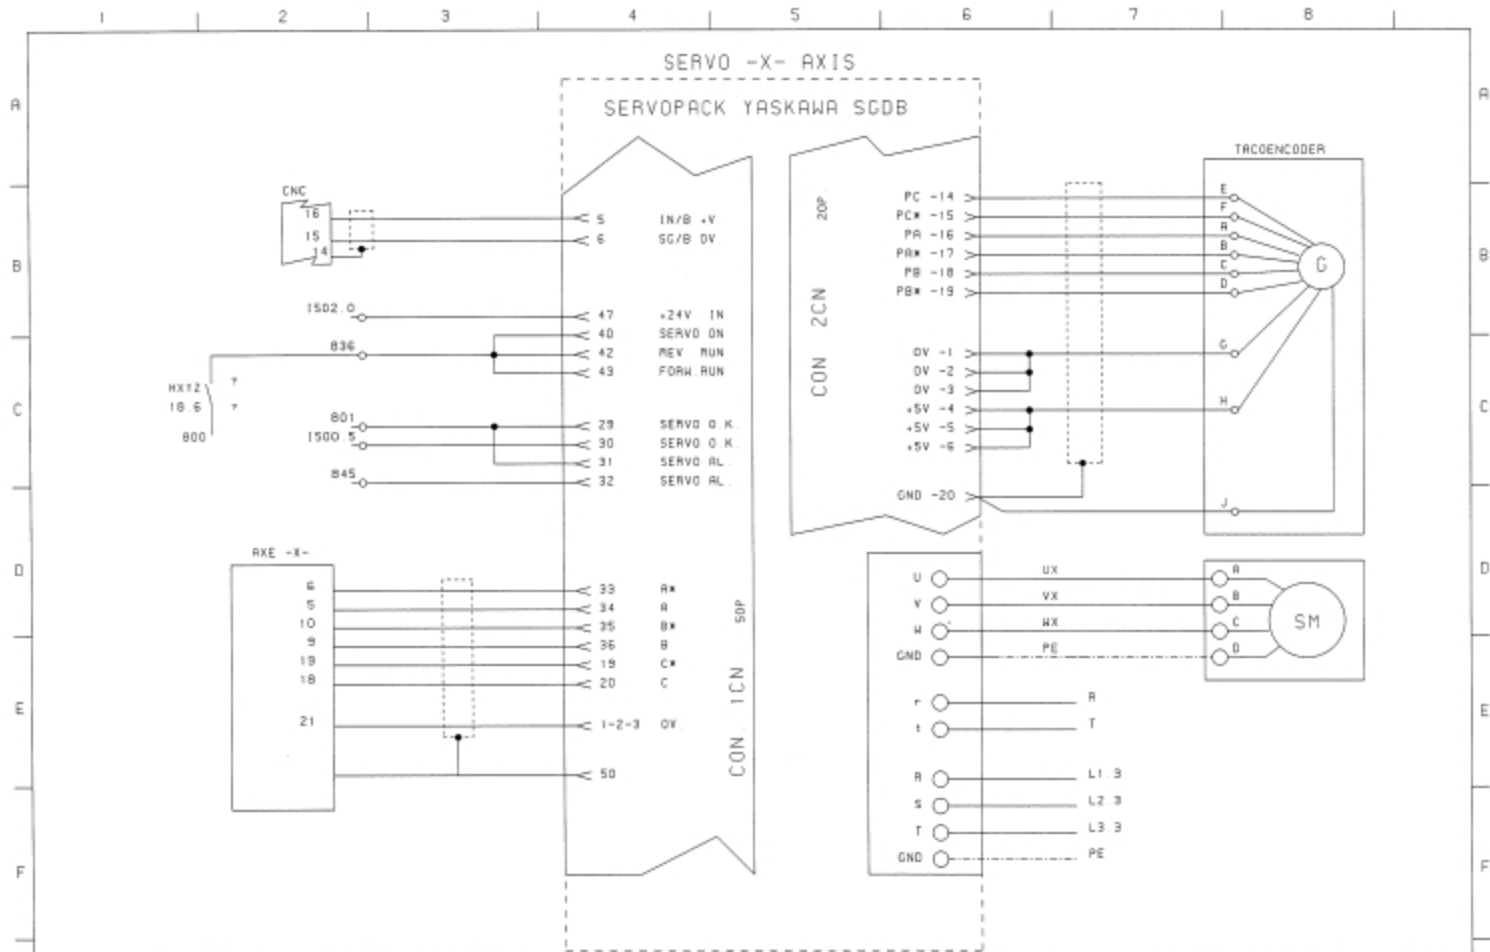 1 2 3 4 5 6 7 8
SERVO -X- AXIS
A A
SERVOPACK YASKAWA SGDB
TACOENCODER
CNC
16 5 IN/B +V
15 6 SG/B 0V.
14
20P
PC -14 E
PC* -15 F
PA -16 A
PA* -17 B
PB -18 C
PB* -19 D
G
B B
CON 2CN
I502.0 47 +24V IN
40 SERVO ON
836 42 REV RUN
43 FORW.RUN
HX12 ?
18.6 ?
800
C C
801 29 SERVO O.K.
I500.5 30 SERVO O.K.
31 SERVO AL.
845 32 SERVO AL.
0V -1 G
0V -2
0V -3
+5V -4 H
+5V -5
+5V -6
GND -20
J
AXE -X-
D D
6 33 A*
5 34 A
10 35 B*
9 36 B
19 19 C*
18 20 C
21 1-2-3 0V.
50
50P
CON 1CN
U UX A
V VX B
W WX C
GND PE D
SM
E E
r R
t T
R L1.3
S L2.3
T L3.3
GND PE
F F